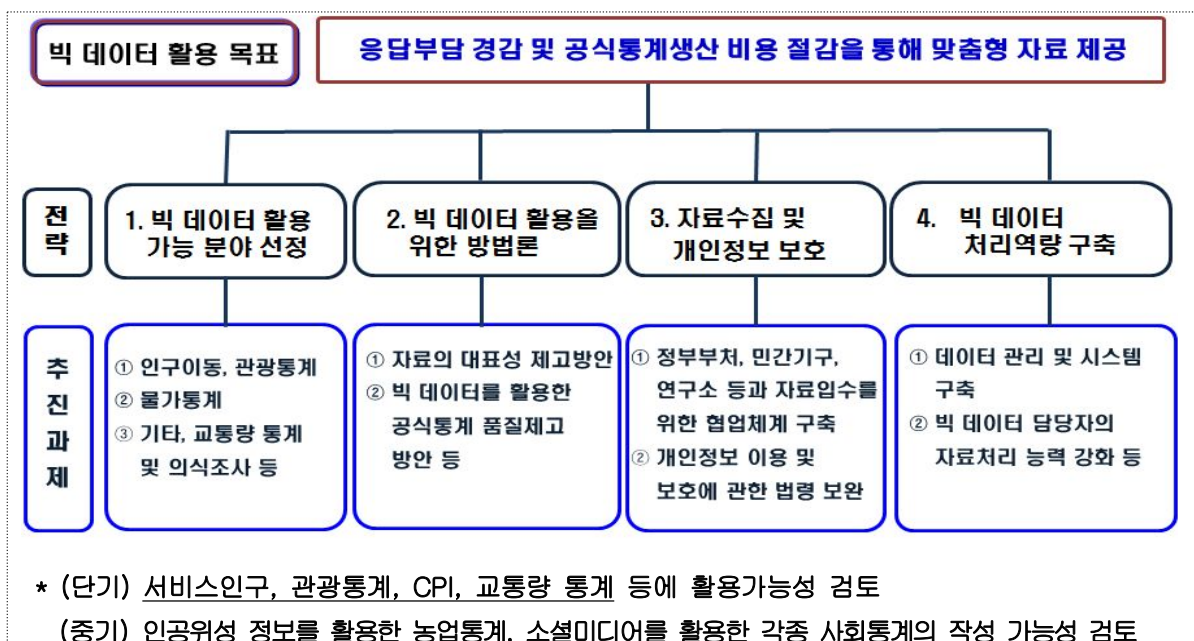 빅 데이터 활용 목표
응답부담 경감 및 공식통계생산 비용 절감을 통해 맞춤형 자료 제공
전
략
1. 빅 데이터 활용
가능 분야 선정
2. 빅 데이터 활용을
위한 방법론
3. 자료수집 및
개인정보 보호
4. 빅 데이터
처리역량 구축
추
진
과
제
① 인구이동, 관광통계
② 물가통계
③ 기타, 교통량 통계
및 의식조사 등
① 자료의 대표성 제고방안
② 빅 데이터를 활용한
공식통계 품질제고
방안 등
① 정부부처, 민간기구,
연구소 등과 자료입수를
위한 협업체계 구축
② 개인정보 이용 및
보호에 관한 법령 보완
① 데이터 관리 및 시스템
구축
② 빅 데이터 담당자의
자료처리 능력 강화 등
* (단기) 서비스인구, 관광통계, CPI, 교통량 통계 등에 활용가능성 검토
(중기) 인공위성 정보를 활용한 농업통계, 소셜미디어를 활용한 각종 사회통계의 작성 가능성 검토